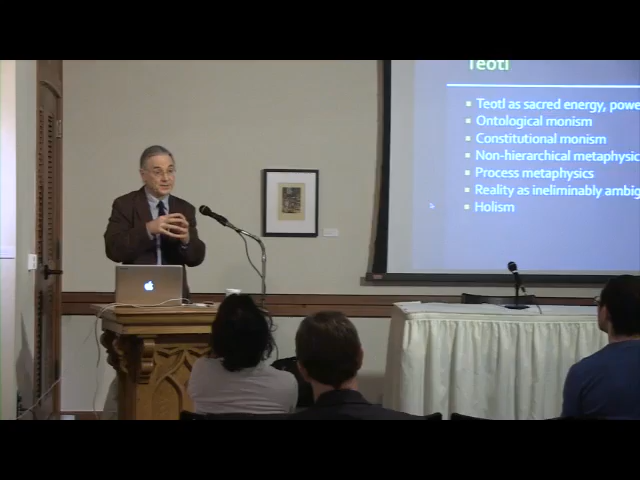 Teotl
Teotl as sacred energy,
Ontological monism
Constitutional monism
Non-hierarchical
Process metaphysics
Reality as ineliminably
Holism